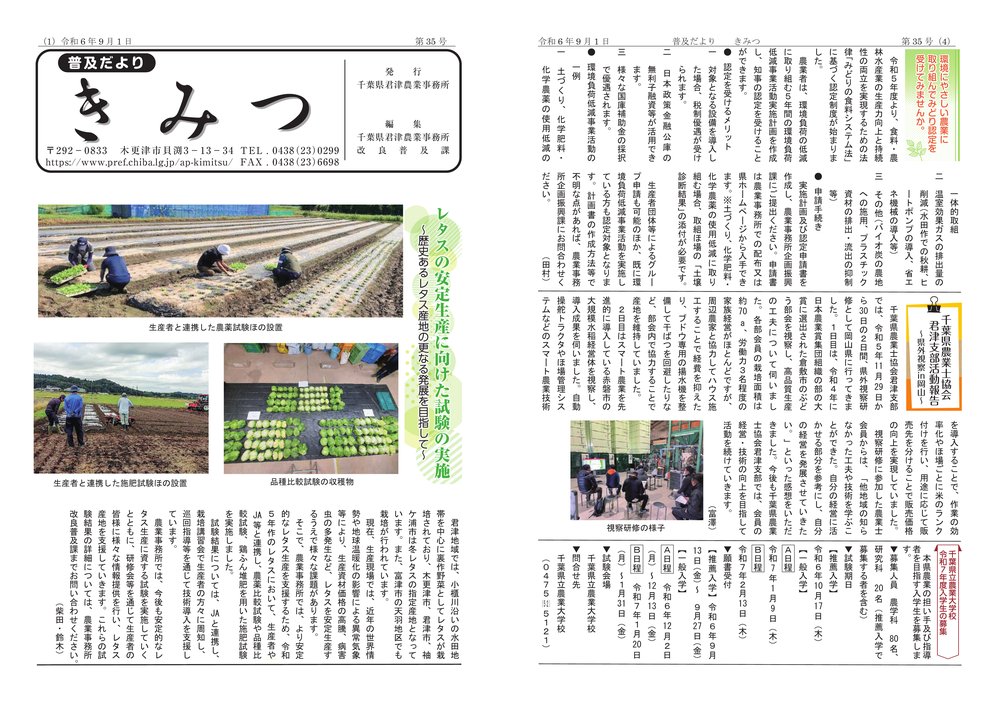 (1) 令和6年9月1日
第35号
普及だより
きみつ
発行
千葉県君津農業事務所
編集
千葉県君津農業事務所
改良普及課
〒292-0833 木更津市貝渕3-13-34 TEL.0438(23)0299
https://www.pref.chiba.lg.jp/ap-kimitsu/ FAX.0438(23)6698
レタスの安定生産に向けた試験の実施
~歴史あるレタス産地の更なる発展を目指して~
生産者と連携した農薬試験ほの設置
生産者と連携した施肥試験ほの設置
品種比較試験の収穫物
君津地域では、小櫃川沿いの水田地
帯を中心に裏作野菜としてレタスが栽
培されており、木更津市、君津市、袖
ケ浦市は冬レタスの指定産地となって
います。また、富津市の天羽地区でも
栽培が行われています。
現在、生産現場では、近年の世界情
勢や地球温暖化の影響による異常気象
等により、生産資材価格の高騰、病害
虫の多発生など、レタスを安定生産す
るうえで様々な課題があります。
そこで、農業事務所では、より安定
的なレタス生産を支援するため、令和
5年作のレタスにおいて、生産者や
JA等と連携し、農薬比較試験や品種比
較試験、鶏ふん堆肥を用いた施肥試験
を実施しました。
試験結果については、JAと連携し、
栽培講習会で生産者の方々に周知し、
巡回指導等を通じて技術導入を支援し
ています。
農業事務所では、今後も安定的なレ
タス生産に資する試験を実施していく
とともに、研修会等を通じて生産者の
皆様に様々な情報提供を行い、レタス
産地を支援していきます。これらの試
験結果の詳細については、農業事務所
改良普及課までお問い合わせください。
(柴田・鈴木)
令和6年9月1日
普及だより きみつ
第35号(4)
環境にやさしい農業に
取り組んでみどり認定を
受けてみませんか。
令和5年度より、食料・農
林水産業の生産力向上と持続
性の両立を実現するための法
律「みどりの食料システム法」
に基づく認定制度が始まりま
した。
農業者は、環境負荷の低減
に取り組む5年間の環境負荷
低減事業活動実施計画を作成
し、知事の認定を受けること
ができます。
●認定を受けるメリット
一 対象となる設備を導入し
た場合、税制優遇が受け
られます。
二 日本政策金融公庫の
無利子融資等が活用でき
三 様々な国庫補助金の採択
で優遇されます。
●環境負荷低減事業活動の
一例
一 土づくり、化学肥料・
化学農薬の使用低減の
一体的取組
二 温室効果ガスの排出量の
削減(水田作での秋耕、ヒ
ートポンプの導入、省エ
ネ機械の導入等)
三 その他(バイオ炭の農地
への施用、プラスチック
資材の排出・流出の抑制
等)
●申請手続き
実施計画及び認定申請書を
作成し、農業事務所企画振興
課にご提出ください。申請書
は農業事務所での配布又は
県ホームページから入手でき
ます。※土づくり、化学肥料・
化学農薬の使用低減に取り
組む場合、取組ほ場の「土壌
診断結果」の添付が必要です。
生産者団体等によるグルー
プ申請も可能のほか、既に環
境負荷低減事業活動を実施し
ている方も認定対象となりま
す。計画書の作成方法等で
不明な点があれば、農業事務
所企画振興課にお問合わせく
ださい。
(田村)
千葉県農業士協会
君津支部活動報告
~県外視察in岡山~
千葉県農業士協会君津支部
では、令和5年11月29日か
ら30日の2日間、県外視察研
修として岡山県に行ってきま
した。1日目は、令和4年に
日本農業賞集団組織の部の大
賞に選出された倉敷市のぶど
う部会を視察し、高品質生産
の工夫について伺いまし
た。各部会員の栽培面積は
約70a、労働力3名程度の
家族経営がほとんどですが、
周辺農家と協力してハウス施
工することで経費を抑えた
り、ブドウ専用の揚水機を整
備して干ばつを回避したりな
ど、部会内で協力することで
産地を維持していました。
2日目はスマート農業を先
進的に導入している赤磐市の
大規模水稲経営体を視察し、
導入成果を伺いました。自動
操舵トラクタやほ場管理シス
テムなどのスマート農業技術
を導入することで、作業の効
率化やほ場ごとに米のランク
付けを行い、用途に応じて販
売先を分けることで販売価格
の向上を実現していました。
視察研修に参加した農業士
会員からは、「他地域の知ら
なかった工夫や技術を学ぶこ
とができた。自分の経営に活
かせる部分を参考にし、自分
の経営を発展させていきた
い。」といった感想をいただ
きました。今後も千葉県農業
士協会君津支部では、会員の
経営・技術の向上を目指して
活動を続けていきます。
(富澤)
視察研修の様子
千葉県立農業大学校
令和7年度入学生の募集
本県農業の担い手及び指導
者を目指す入学生を募集しま
す。
▼募集人員 農学科 80名、
研究科 20名(推薦入学で
募集する者を含む)
▼試験期日
【推薦入学】
令和6年10月17日(木)
【一般入学】
A日程
令和7年1月9日(木)
B日程
令和7年2月13日(木)
▼願書受付
【推薦入学】令和6年9月
13日(金)~9月27日(金)
【一般入学】
A日程 令和6年12月2日
(月)~12月13日(金)
B日程 令和7年1月20日
(月)~1月31日(金)
▼試験会場
千葉県立農業大学校
▼問合せ先
千葉県立農業大学校
(0475-52-5121)